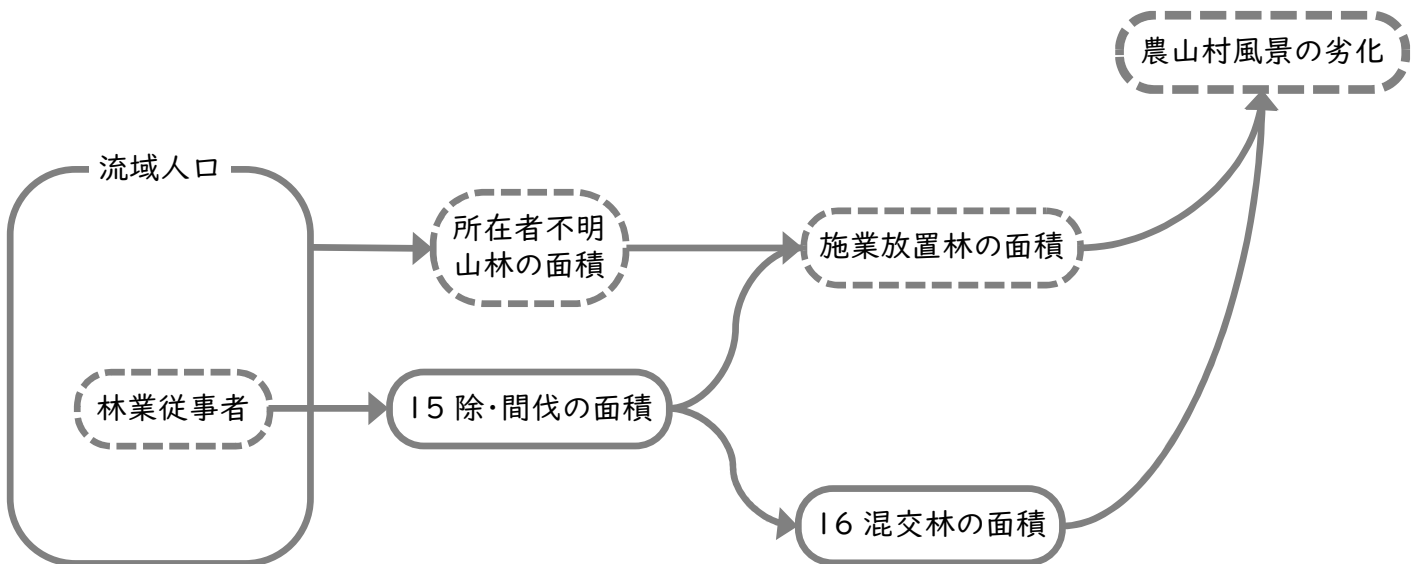 農山村風景の劣化
流域人口
所在者不明
山林の面積
施業放置林の面積
林業従事者
15 除・間伐の面積
16 混交林の面積